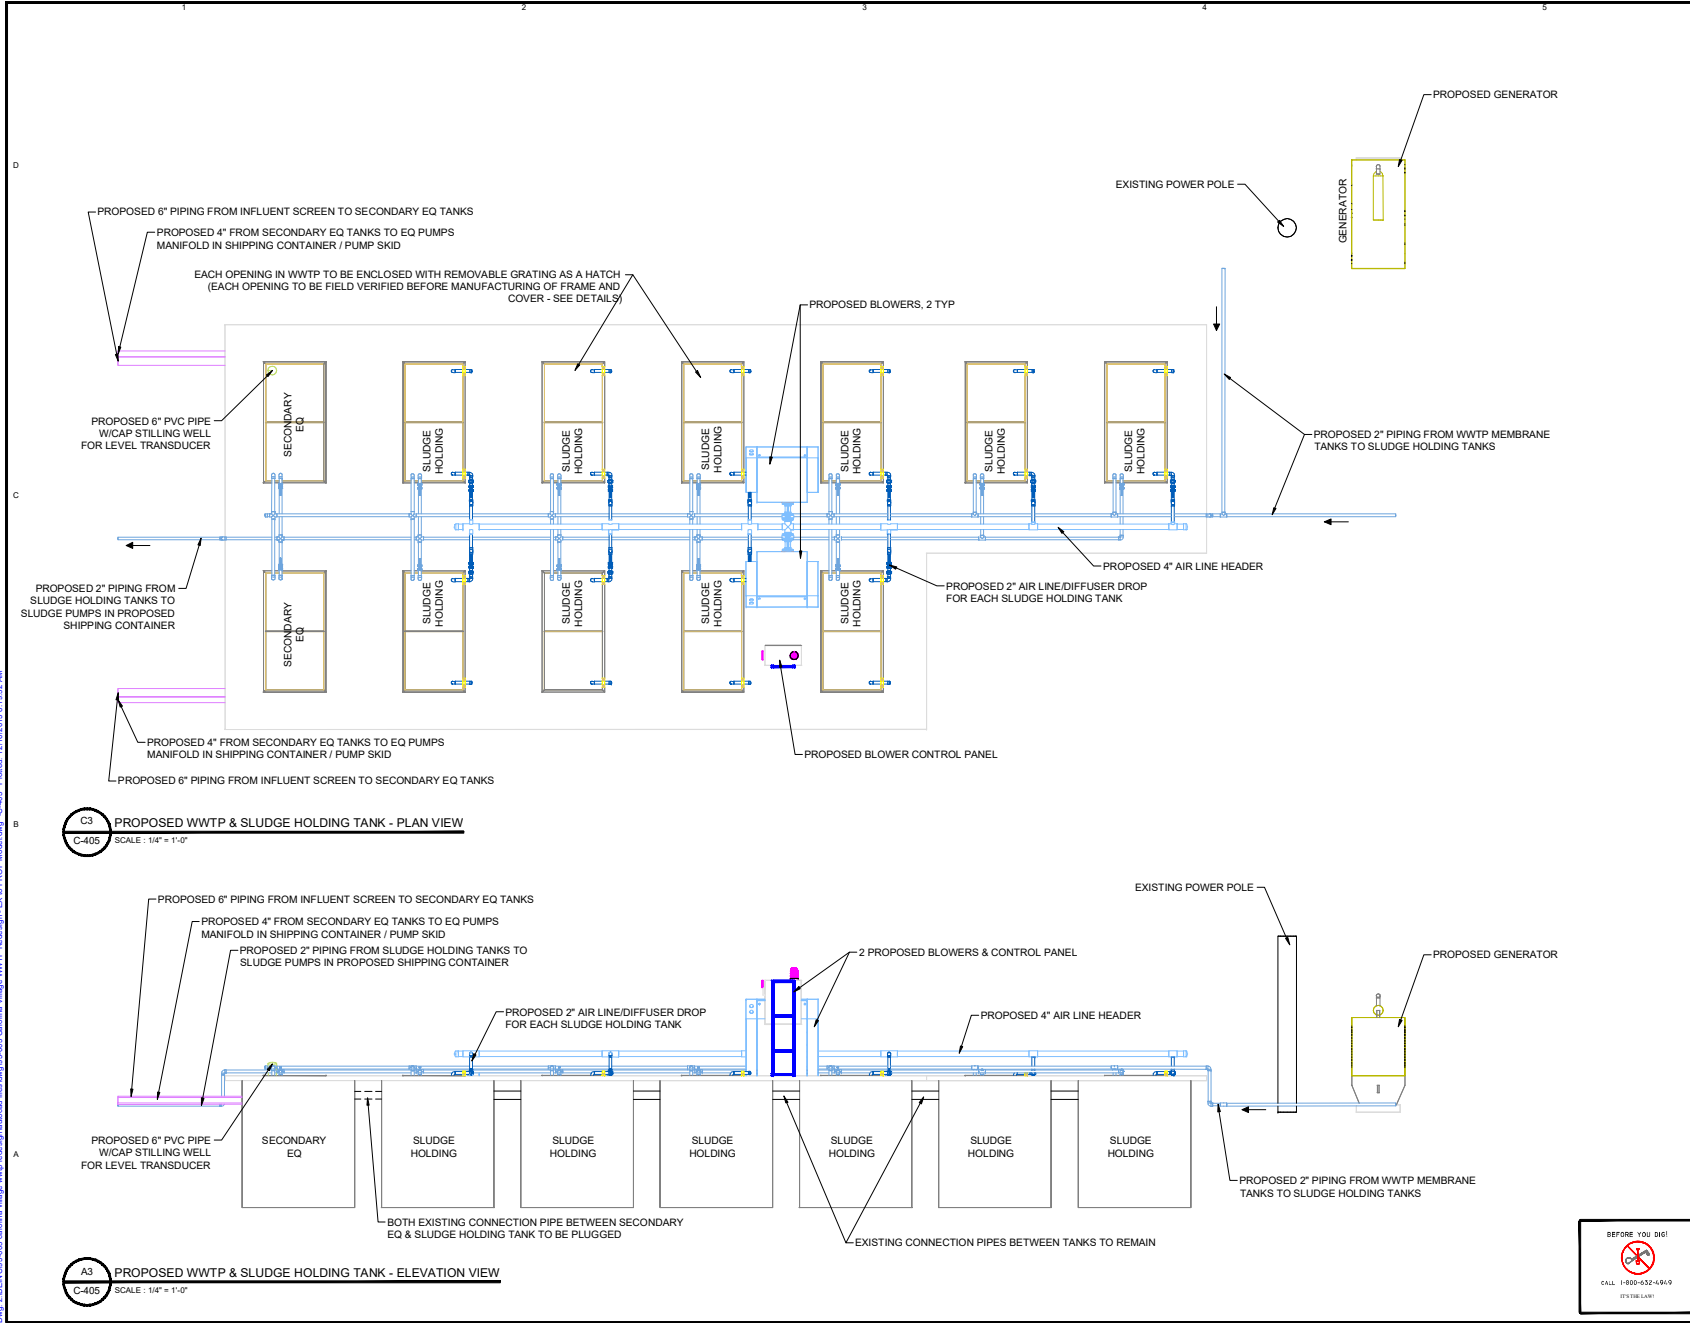 1
2
3
4
5
D
C
B
A
PROPOSED GENERATOR
EXISTING POWER POLE
GENERATOR
PROPOSED 6" PIPING FROM INFLUENT SCREEN TO SECONDARY EQ TANKS
PROPOSED 4" FROM SECONDARY EQ TANKS TO EQ PUMPS
MANIFOLD IN SHIPPING CONTAINER / PUMP SKID
EACH OPENING IN WWTP TO BE ENCLOSED WITH REMOVABLE GRATING AS A HATCH
(EACH OPENING TO BE FIELD VERIFIED BEFORE MANUFACTURING OF FRAME AND
COVER - SEE DETAILS)
PROPOSED BLOWERS, 2 TYP
PROPOSED 6" PVC PIPE
W/CAP STILLING WELL
FOR LEVEL TRANSDUCER
SECONDARY
EQ
SLUDGE
HOLDING
SLUDGE
HOLDING
SLUDGE
HOLDING
SLUDGE
HOLDING
SLUDGE
HOLDING
SLUDGE
HOLDING
PROPOSED 2" PIPING FROM WWTP MEMBRANE
TANKS TO SLUDGE HOLDING TANKS
PROPOSED 4" AIR LINE HEADER
PROPOSED 2" AIR LINE/DIFFUSER DROP
FOR EACH SLUDGE HOLDING TANK
PROPOSED 2" PIPING FROM
SLUDGE HOLDING TANKS TO
SLUDGE PUMPS IN PROPOSED
SHIPPING CONTAINER
SECONDARY
EQ
SLUDGE
HOLDING
SLUDGE
HOLDING
SLUDGE
HOLDING
SLUDGE
HOLDING
PROPOSED 4" FROM SECONDARY EQ TANKS TO EQ PUMPS
MANIFOLD IN SHIPPING CONTAINER / PUMP SKID
PROPOSED BLOWER CONTROL PANEL
PROPOSED 6" PIPING FROM INFLUENT SCREEN TO SECONDARY EQ TANKS
C3
C-405
PROPOSED WWTP & SLUDGE HOLDING TANK - PLAN VIEW
SCALE : 1/4" = 1'-0"
PROPOSED 6" PIPING FROM INFLUENT SCREEN TO SECONDARY EQ TANKS
PROPOSED 4" FROM SECONDARY EQ TANKS TO EQ PUMPS
MANIFOLD IN SHIPPING CONTAINER / PUMP SKID
PROPOSED 2" PIPING FROM SLUDGE HOLDING TANKS TO
SLUDGE PUMPS IN PROPOSED SHIPPING CONTAINER
EXISTING POWER POLE
2 PROPOSED BLOWERS & CONTROL PANEL
PROPOSED GENERATOR
PROPOSED 2" AIR LINE/DIFFUSER DROP
FOR EACH SLUDGE HOLDING TANK
PROPOSED 4" AIR LINE HEADER
PROPOSED 6" PVC PIPE
W/CAP STILLING WELL
FOR LEVEL TRANSDUCER
SECONDARY
EQ
SLUDGE
HOLDING
SLUDGE
HOLDING
SLUDGE
HOLDING
SLUDGE
HOLDING
SLUDGE
HOLDING
SLUDGE
HOLDING
PROPOSED 2" PIPING FROM WWTP MEMBRANE
TANKS TO SLUDGE HOLDING TANKS
BOTH EXISTING CONNECTION PIPE BETWEEN SECONDARY
EQ & SLUDGE HOLDING TANK TO BE PLUGGED
EXISTING CONNECTION PIPES BETWEEN TANKS TO REMAIN
A3
C-405
PROPOSED WWTP & SLUDGE HOLDING TANK - ELEVATION VIEW
SCALE : 1/4" = 1'-0"
BEFORE YOU DIG!
CALL 1-800-632-4949
IT'S THE LAW!